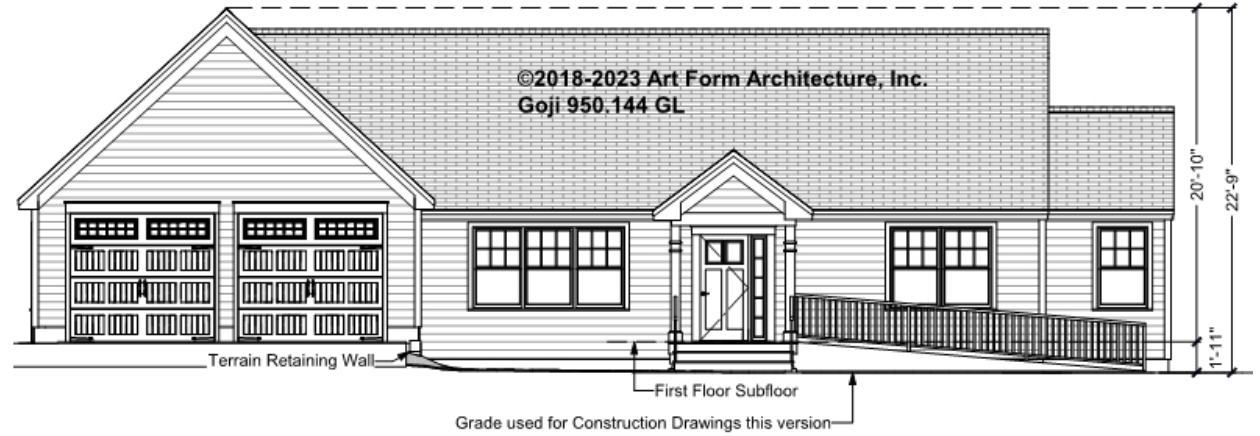 ©2018-2023 Art Form Architecture, Inc.
Goji 950.144 GL
20'-10"
22'-9"
1'-11"
Terrain Retaining Wall
First Floor Subfloor
Grade used for Construction Drawings this version